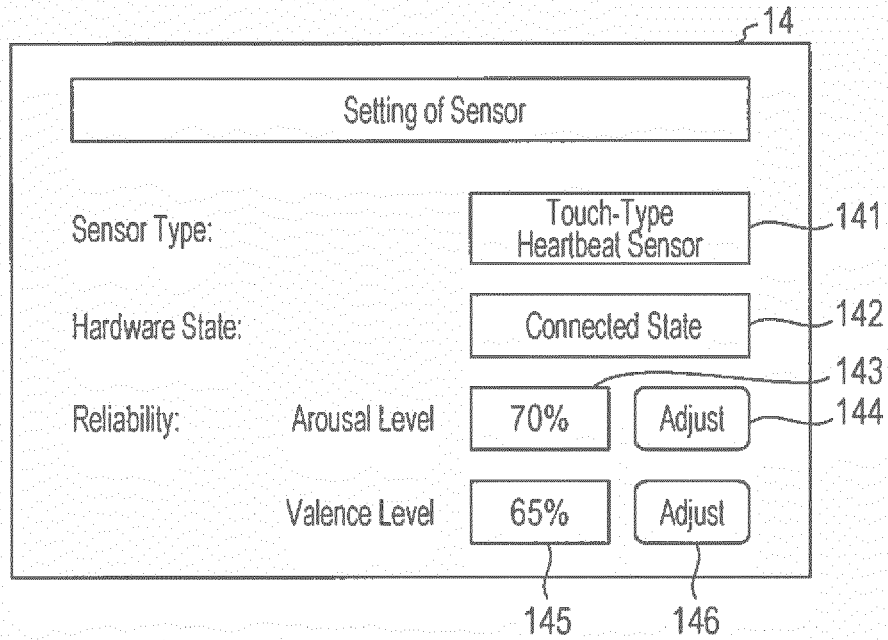 14
Setting of Sensor
Sensor Type:
Touch-Type
Heartbeat Sensor
141
Hardware State:
Connected State
142
143
Reliability:
Arousal Level
70%
Adjust
144
Valence Level
65%
Adjust
145
146